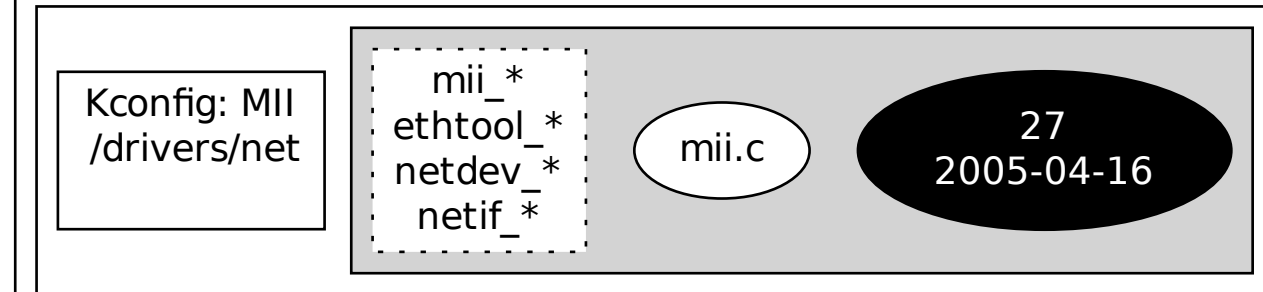 Kconfig: MII
/drivers/net
mii_*
ethtool_*
netdev_*
netif_*
mii.c
27
2005-04-16